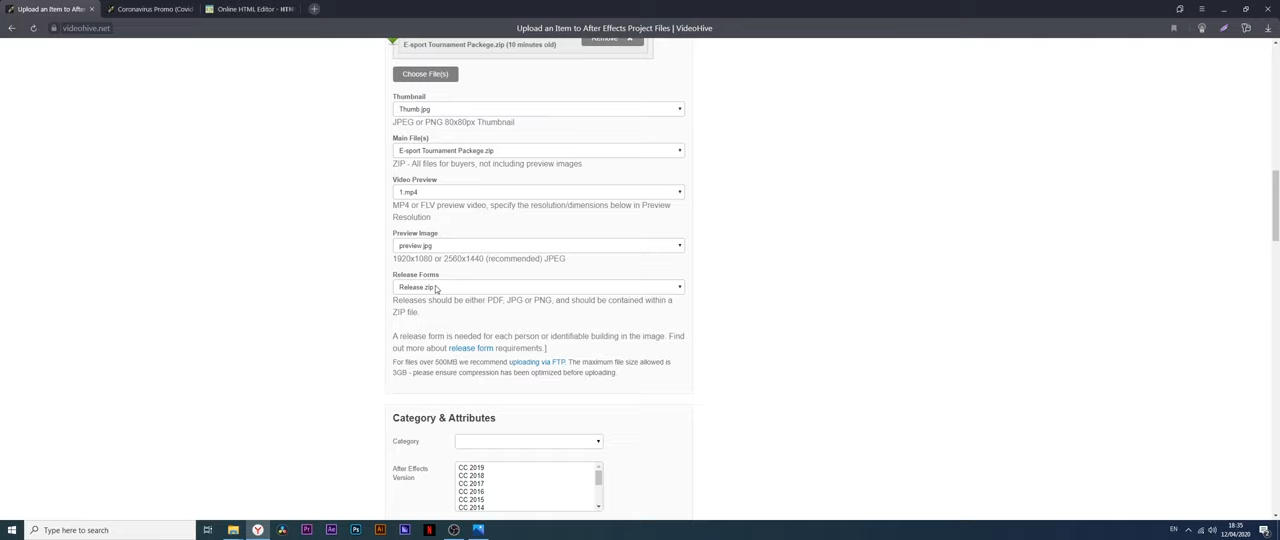 Upload an Item to After E
Coronavirus Promo (Covid
Online HTML Editor - HTM
videohive.net
Upload an Item to After Effects Project Files | VideoHive
E-sport Tournament Packege.zip (10 minutes old)
Remove
Choose File(s)
Thumbnail
Thumb.jpg
JPEG or PNG 80x80px Thumbnail
Main File(s)
E-sport Tournament Packege.zip
ZIP - All files for buyers, not including preview images
Video Preview
1.mp4
MP4 or FLV preview video, specify the resolution/dimensions below in Preview
Resolution
Preview Image
preview.jpg
1920x1080 or 2560x1440 (recommended) JPEG
Release Forms
Release.zip
Releases should be either PDF, JPG or PNG, and should be contained within a
ZIP file.
A release form is needed for each person or identifiable building in the image. Find
out more about release form requirements.]
For files over 500MB we recommend uploading via FTP. The maximum file size allowed is
3GB - please ensure compression has been optimized before uploading.
Category & Attributes
Category
After Effects
Version
CC 2019
CC 2018
CC 2017
CC 2016
CC 2015
CC 2014
Type here to search
Pr
Ae
Ps
Ai
EN
18:35
12/04/2020